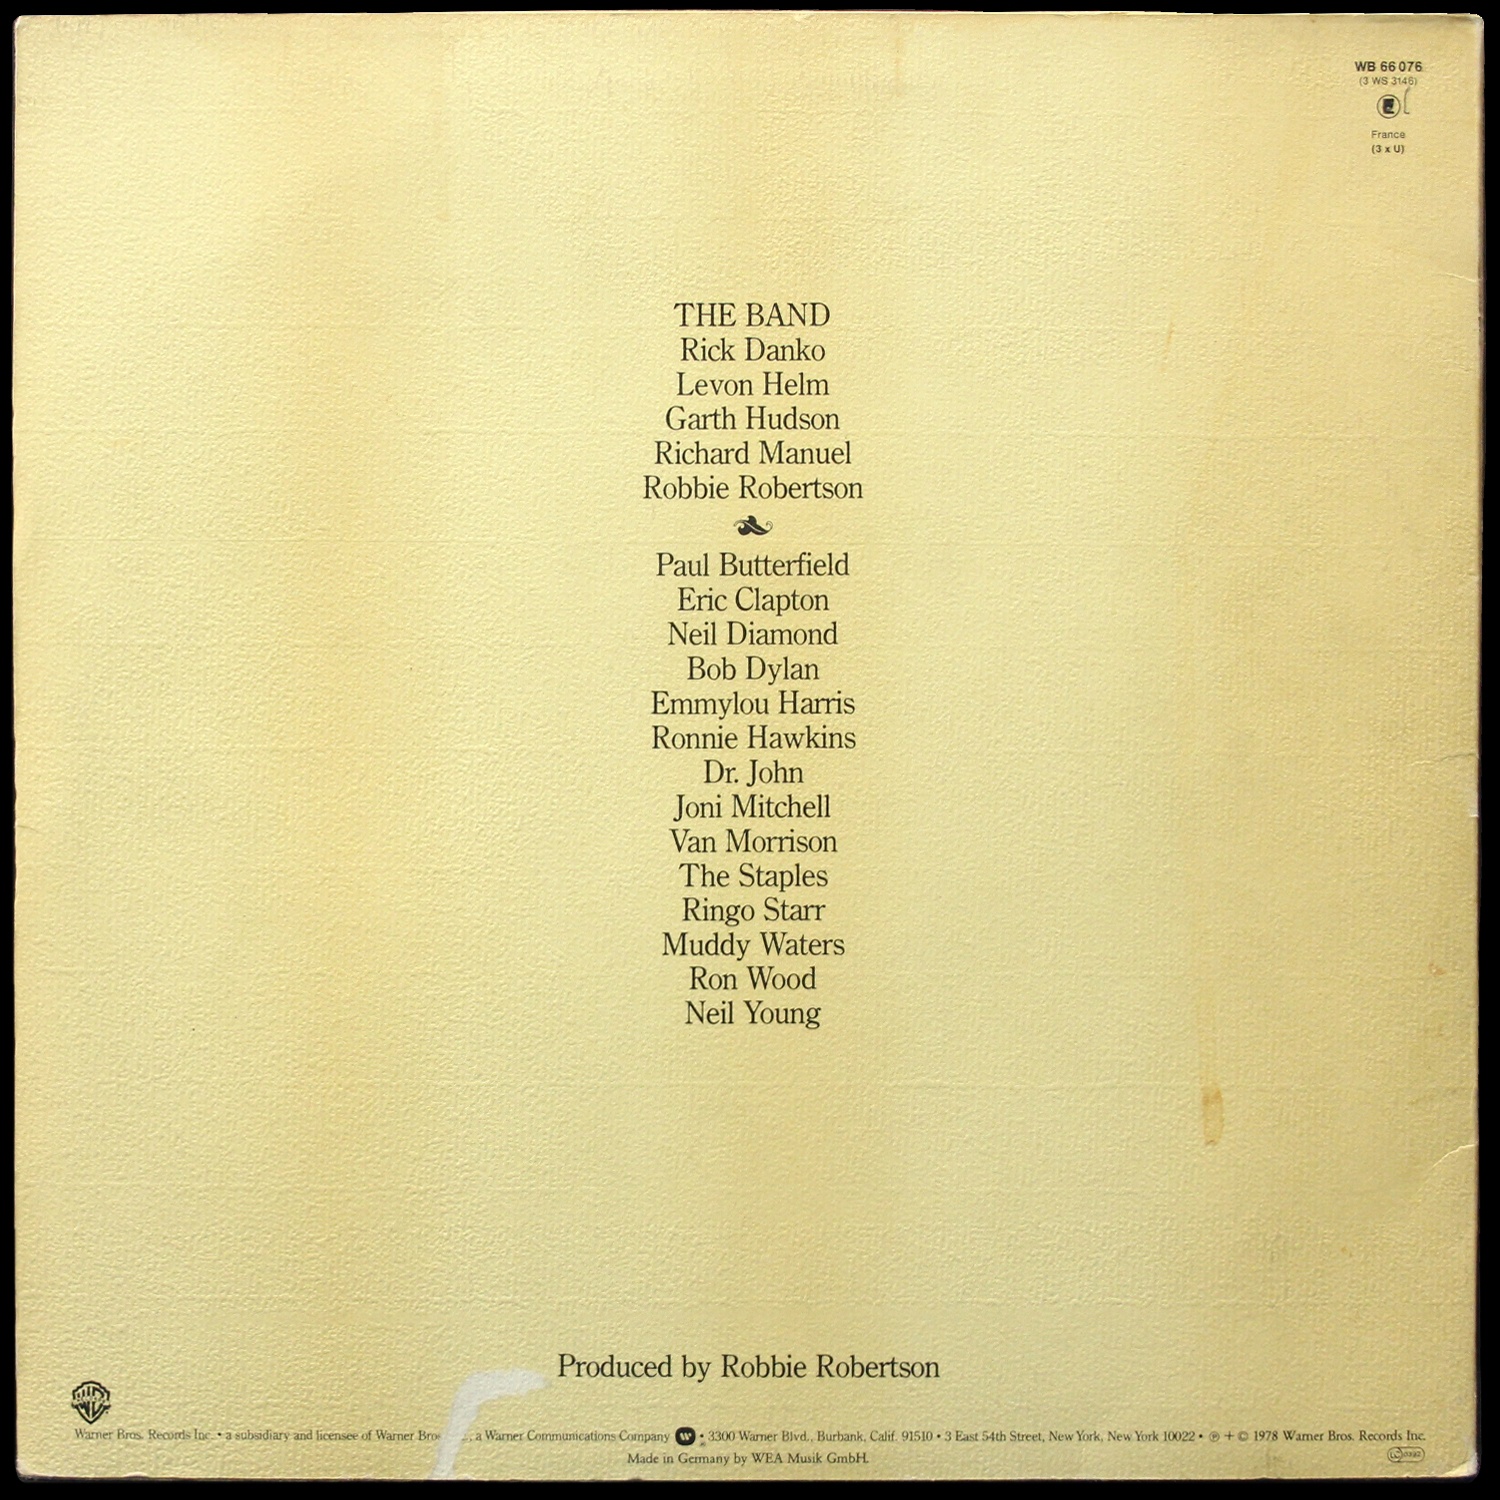 WB 66 076
(3 WS 3146)
France
(3 x U)
THE BAND
Rick Danko
Levon Helm
Garth Hudson
Richard Manuel
Robbie Robertson
Paul Butterfield
Eric Clapton
Neil Diamond
Bob Dylan
Emmylou Harris
Ronnie Hawkins
Dr. John
Joni Mitchell
Van Morrison
The Staples
Ringo Starr
Muddy Waters
Ron Wood
Neil Young
Produced by Robbie Robertson
Warner Bros. Records Inc. • a subsidiary and licensee of Warner Bro , a Warner Communications Company • 3300 Warner Blvd., Burbank, Calif. 91510 • 3 East 54th Street, New York, New York 10022 • ℗ + © 1978 Warner Bros. Records Inc.
Made in Germany by WEA Musik GmbH.